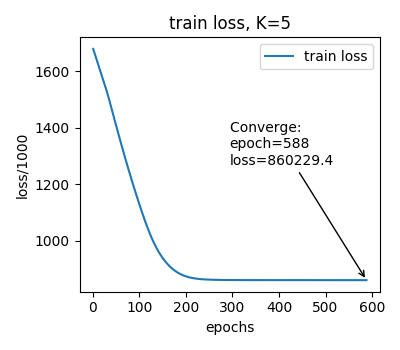 train loss, K=5
train loss
Converge:
epoch=588
loss=860229.4
loss/1000
1600
1400
1200
1000
0 100 200 300 400 500 600
epochs